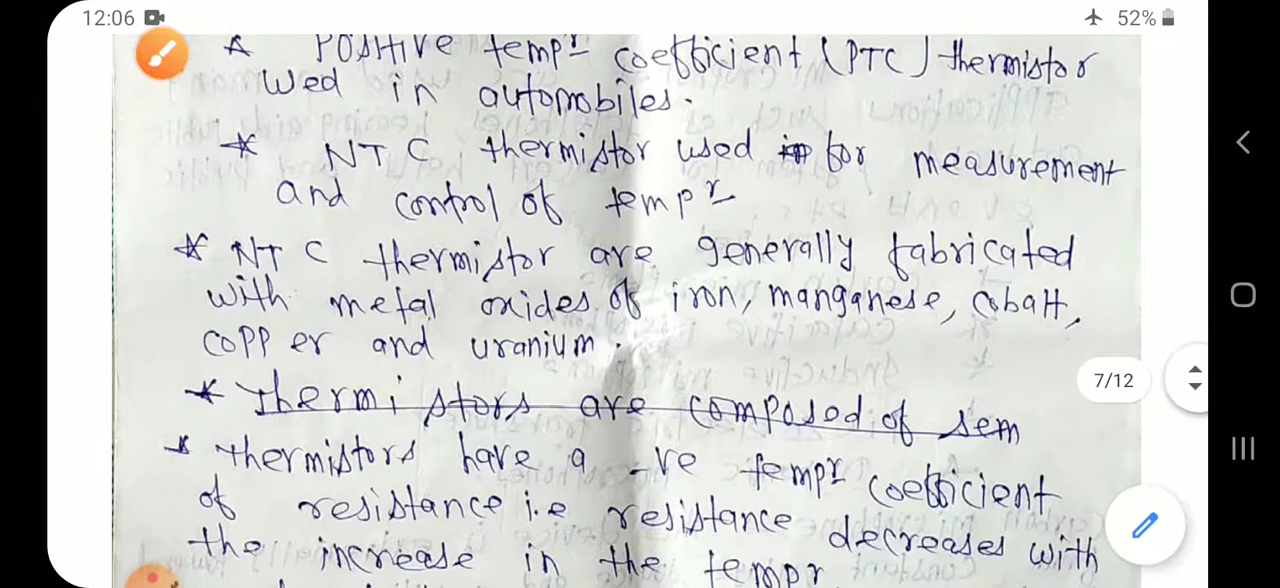 12:06
52%
* Positive tempr coefficient (PTC) thermistor
used in automobiles.
* NTC thermistor used in for measurement
and control of tempr
* NTC thermistor are generally fabricated
with metal oxides of iron, manganese, cobalt,
copper and uranium.
* Thermistors are composed of sem
* Thermistors have a -ve tempr coefficient
of resistance i.e resistance decreases with
the increase in the tempr
7/12